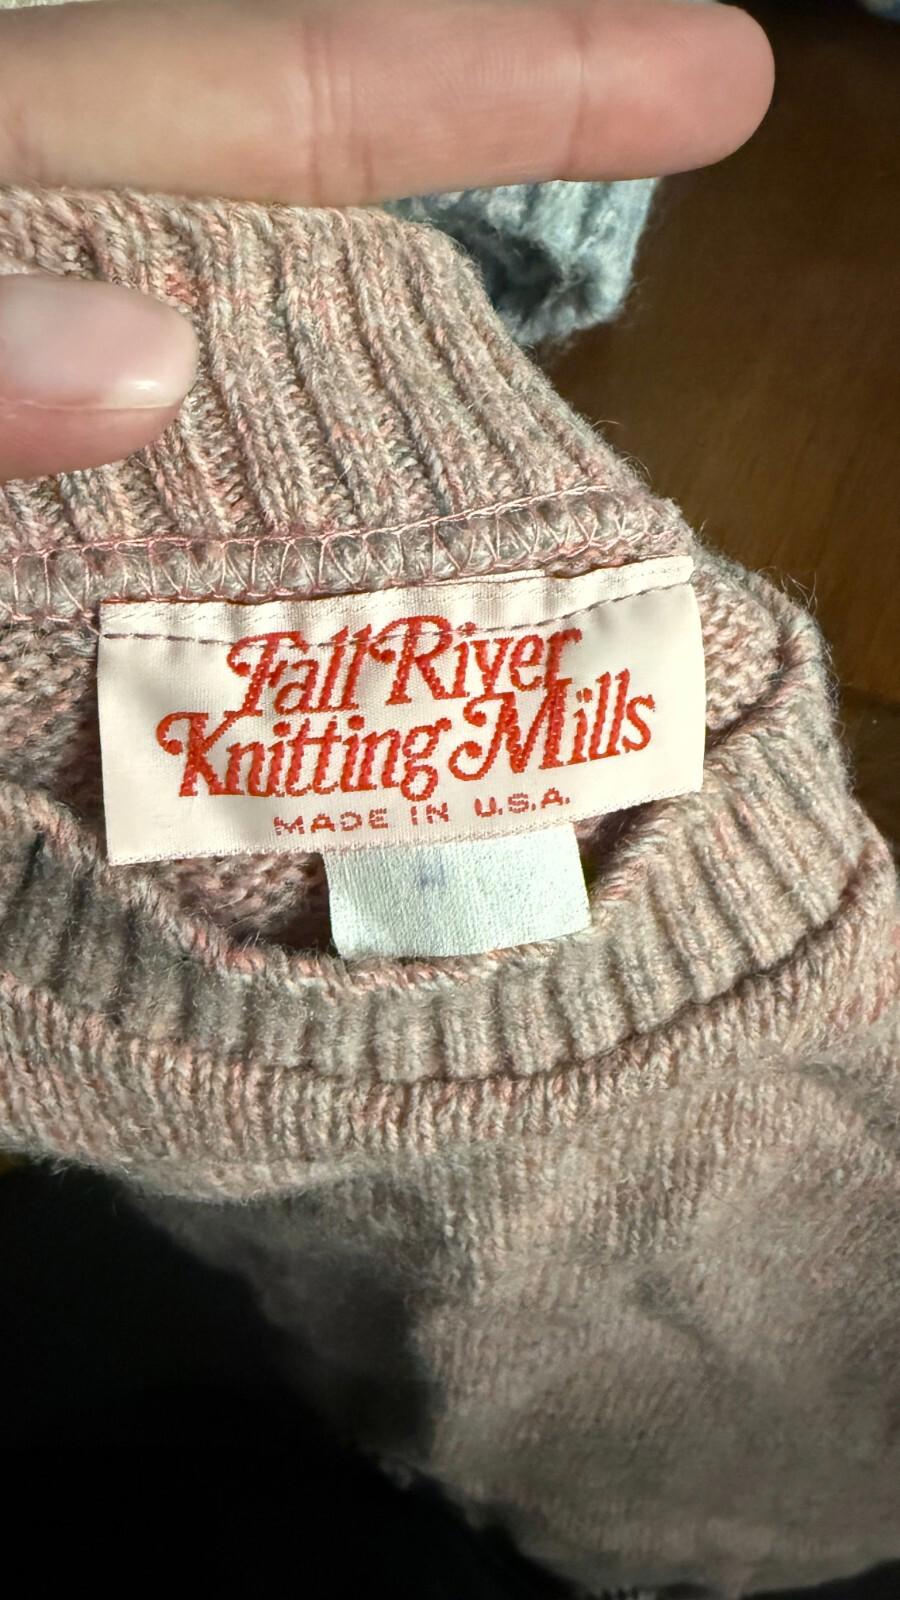 Fall River
Knitting Mills
MADE IN U.S.A.